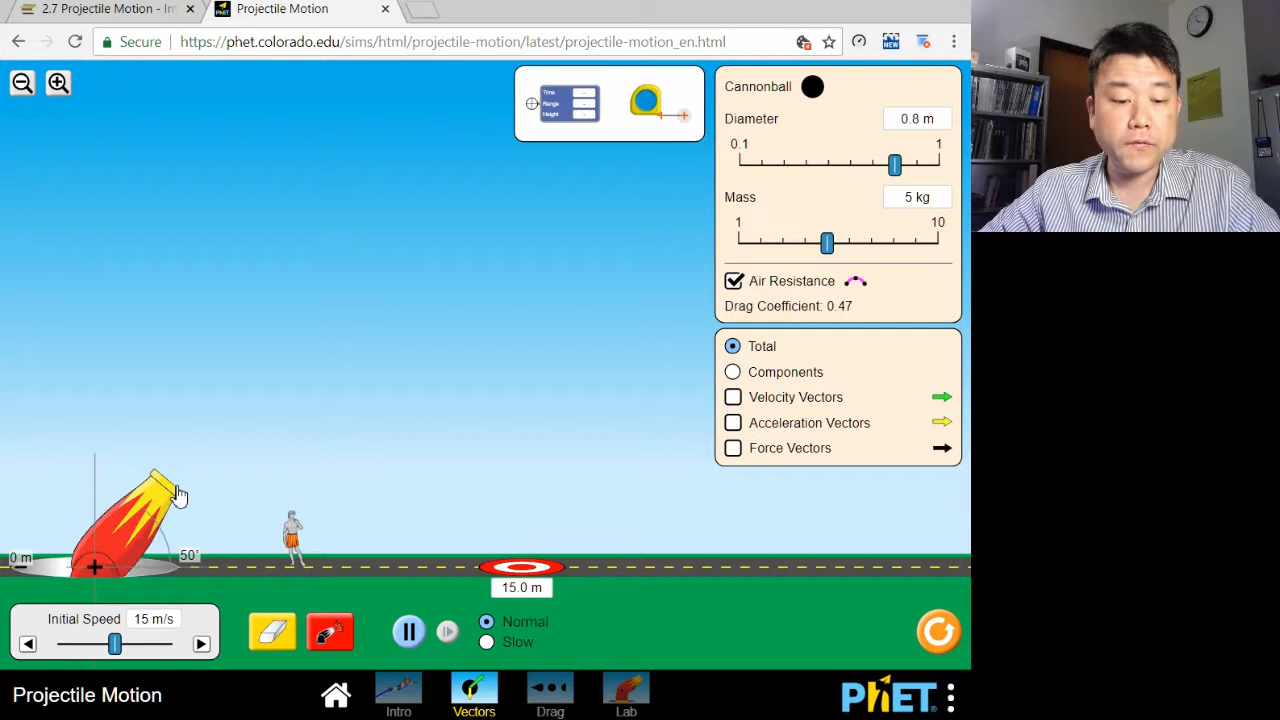 2.7 Projectile Motion - Int
Projectile Motion
Secure
https://phet.colorado.edu/sims/html/projectile-motion/latest/projectile-motion_en.html
NEW
Time -
Range -
Height -
Cannonball
Diameter 0.8 m
0.1 1
Mass 5 kg
1 10
Air Resistance
Drag Coefficient: 0.47
Total
Components
Velocity Vectors
Acceleration Vectors
Force Vectors
0 m
50°
15.0 m
Initial Speed 15 m/s
Normal
Slow
Projectile Motion
Intro
Vectors
Drag
Lab
PhET